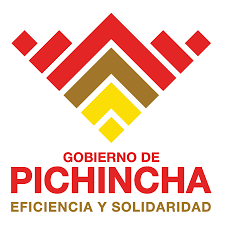 GOBIERNO DE
PICHINCHA
EFICIENCIA Y SOLIDARIDAD